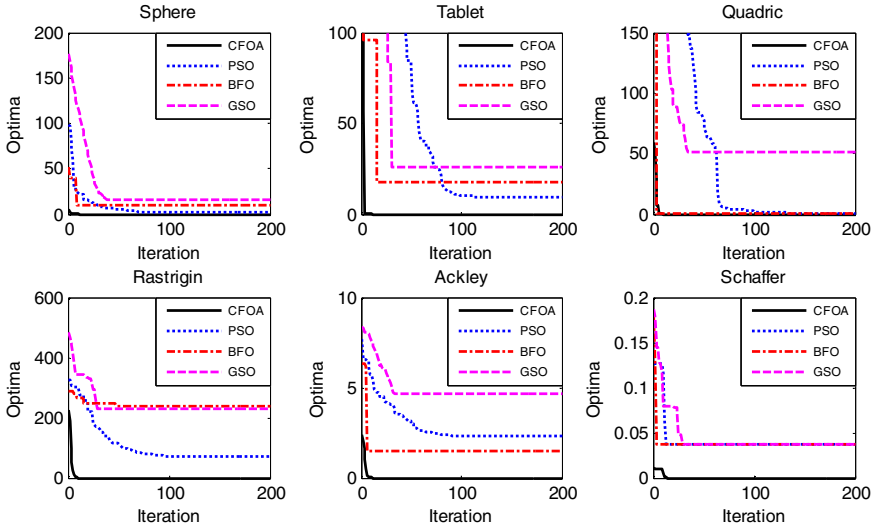 Sphere
200
150
100
50
0
0
100
200
Optima
Iteration
CFOA
PSO
BFO
GSO
Tablet
100
50
0
0
100
200
Optima
Iteration
CFOA
PSO
BFO
GSO
Quadric
150
100
50
0
0
100
200
Optima
Iteration
CFOA
PSO
BFO
GSO
Rastrigin
600
400
200
0
0
100
200
Optima
Iteration
CFOA
PSO
BFO
GSO
Ackley
10
5
0
0
100
200
Optima
Iteration
CFOA
PSO
BFO
GSO
Schaffer
0.2
0.15
0.1
0.05
0
0
100
200
Optima
Iteration
CFOA
PSO
BFO
GSO